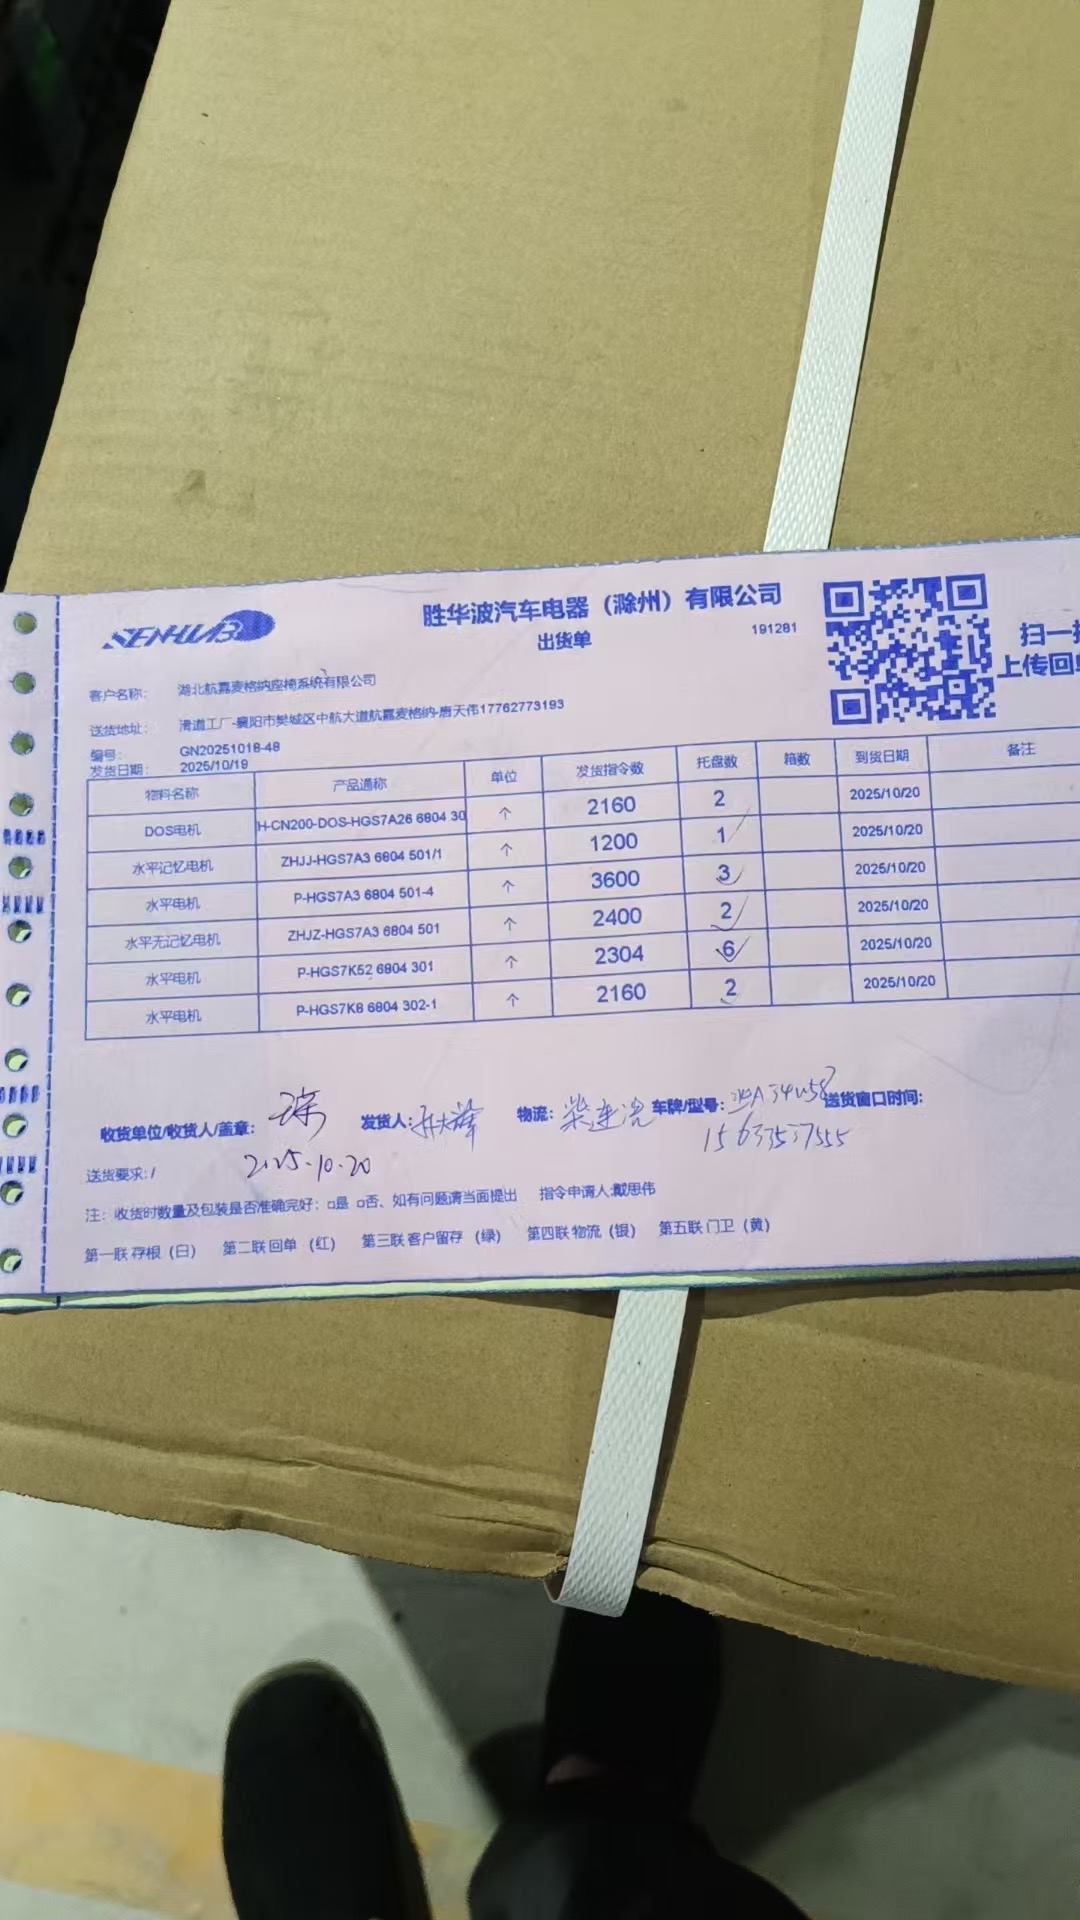 SENHUAB
胜华波汽车电器（滁州）有限公司
出货单
191281
扫一
上传回
客户名称： 湖北航嘉麦格纳座椅系统有限公司
送货地址： 滑道工厂-襄阳市樊城区中航大道航嘉麦格纳-唐天伟17762773193
编号： GN20251018-48
发货日期： 2025/10/19
物料名称 产品通称 单位 发货指令数 托盘数 箱数 到货日期 备注
DOS电机 H-CN200-DOS-HGS7A26 6804 30 个 2160 2 2025/10/20
水平记忆电机 ZHJJ-HGS7A3 6804 501/1 个 1200 1 2025/10/20
水平电机 P-HGS7A3 6804 501-4 个 3600 3 2025/10/20
水平无记忆电机 ZHJZ-HGS7A3 6804 501 个 2400 2 2025/10/20
水平电机 P-HGS7K52 6804 301 个 2304 6 2025/10/20
水平电机 P-HGS7K8 6804 302-1 个 2160 2 2025/10/20
收货单位/收货人/盖章： 发货人： 物流： 车牌/型号： 送货窗口时间：
2025.10.20
送货要求：/
注：收货时数量及包装是否准确完好：□是 □否、如有问题请当面提出 指令申请人:戴思伟
第一联 存根（白） 第二联 回单（红） 第三联 客户留存（绿） 第四联 物流（银） 第五联 门卫（黄）